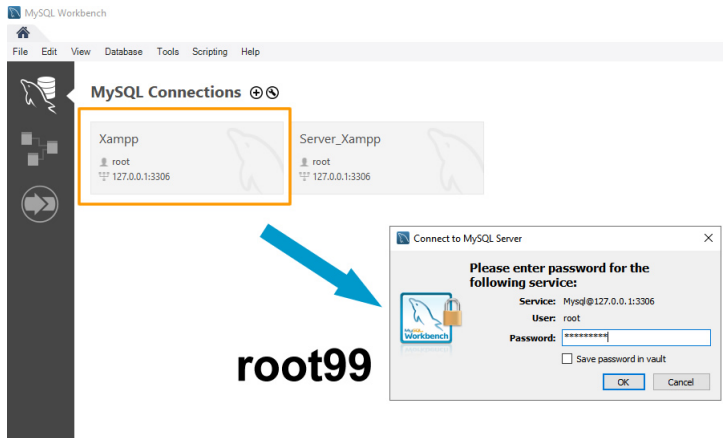 MySQL Workbench
File Edit View Database Tools Scripting Help
MySQL Connections
Xampp
root
127.0.0.1:3306
Server_Xampp
root
127.0.0.1:3306
Connect to MySQL Server
Please enter password for the
following service:
Service: Mysql@127.0.0.1:3306
User: root
Password: *********
Save password in vault
OK Cancel
MySQL
Workbench
root99